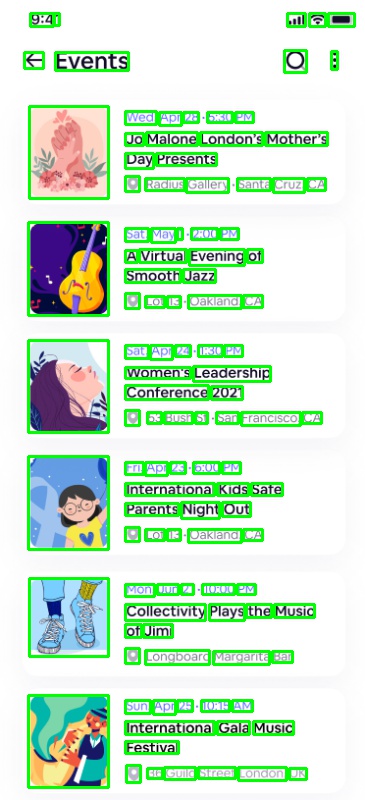 9:41
Events
Wed, Apr 28 · 5:30 PM
Jo Malone London's Mother's
Day Presents
Radius Gallery · Santa Cruz, CA
Sat, May 1 · 2:00 PM
A Virtual Evening of
Smooth Jazz
Lot 13 · Oakland, CA
Sat, Apr 24 · 1:30 PM
Women's Leadership
Conference 2021
53 Bush St · San Francisco, CA
Fri, Apr 23 · 6:00 PM
International Kids Safe
Parents Night Out
Lot 13 · Oakland, CA
Mon, Jun 21 · 10:00 PM
Collectivity Plays the Music
of Jimi
Longboard Margarita Bar
Sun, Apr 25 · 10:15 AM
International Gala Music
Festival
36 Guild Street London, UK